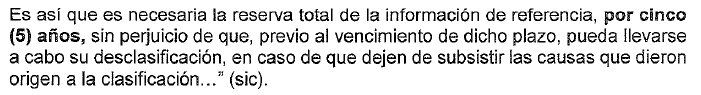 Es así que es necesaria la reserva total de la información de referencia, por cinco
(5) años, sin perjuicio de que, previo al vencimiento de dicho plazo, pueda llevarse
a cabo su desclasificación, en caso de que dejen de subsistir las causas que dieron
origen a la clasificación..." (sic).